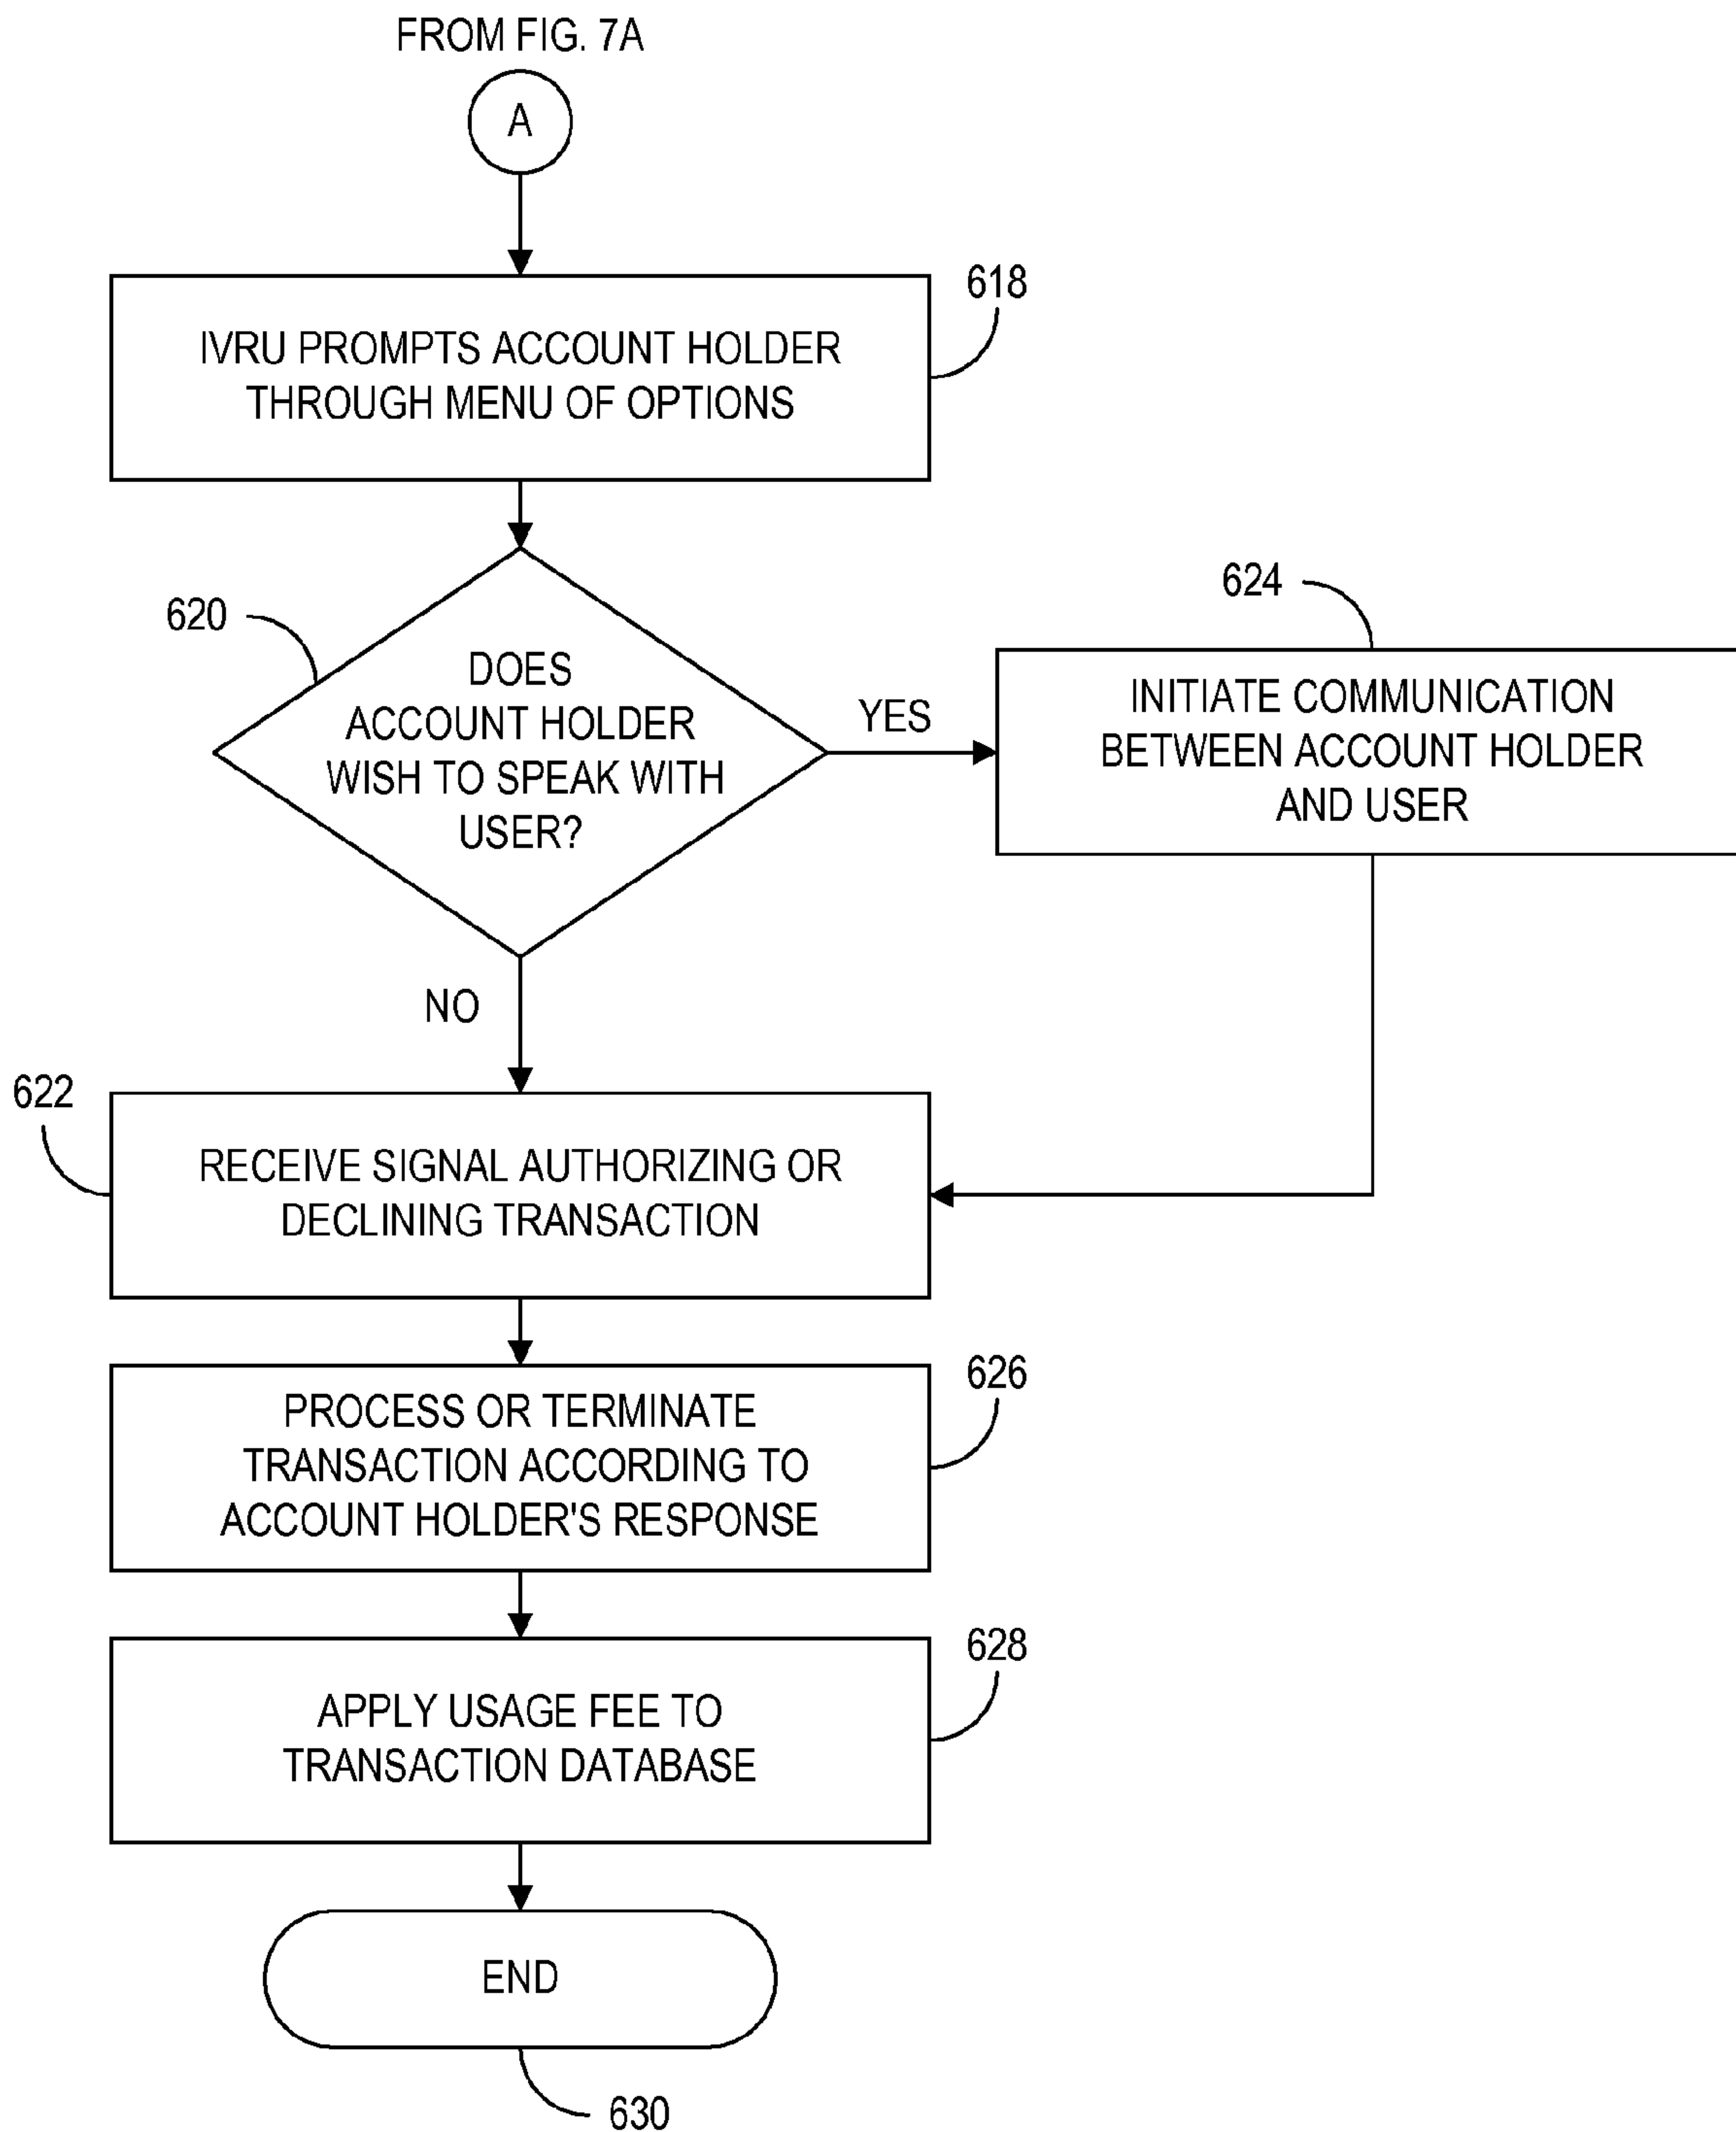 FROM FIG. 7A
A
618
IVRU PROMPTS ACCOUNT HOLDER
THROUGH MENU OF OPTIONS
620
DOES
ACCOUNT HOLDER
WISH TO SPEAK WITH
USER?
YES
624
INITIATE COMMUNICATION
BETWEEN ACCOUNT HOLDER
AND USER
NO
622
RECEIVE SIGNAL AUTHORIZING OR
DECLINING TRANSACTION
626
PROCESS OR TERMINATE
TRANSACTION ACCORDING TO
ACCOUNT HOLDER'S RESPONSE
628
APPLY USAGE FEE TO
TRANSACTION DATABASE
END
630